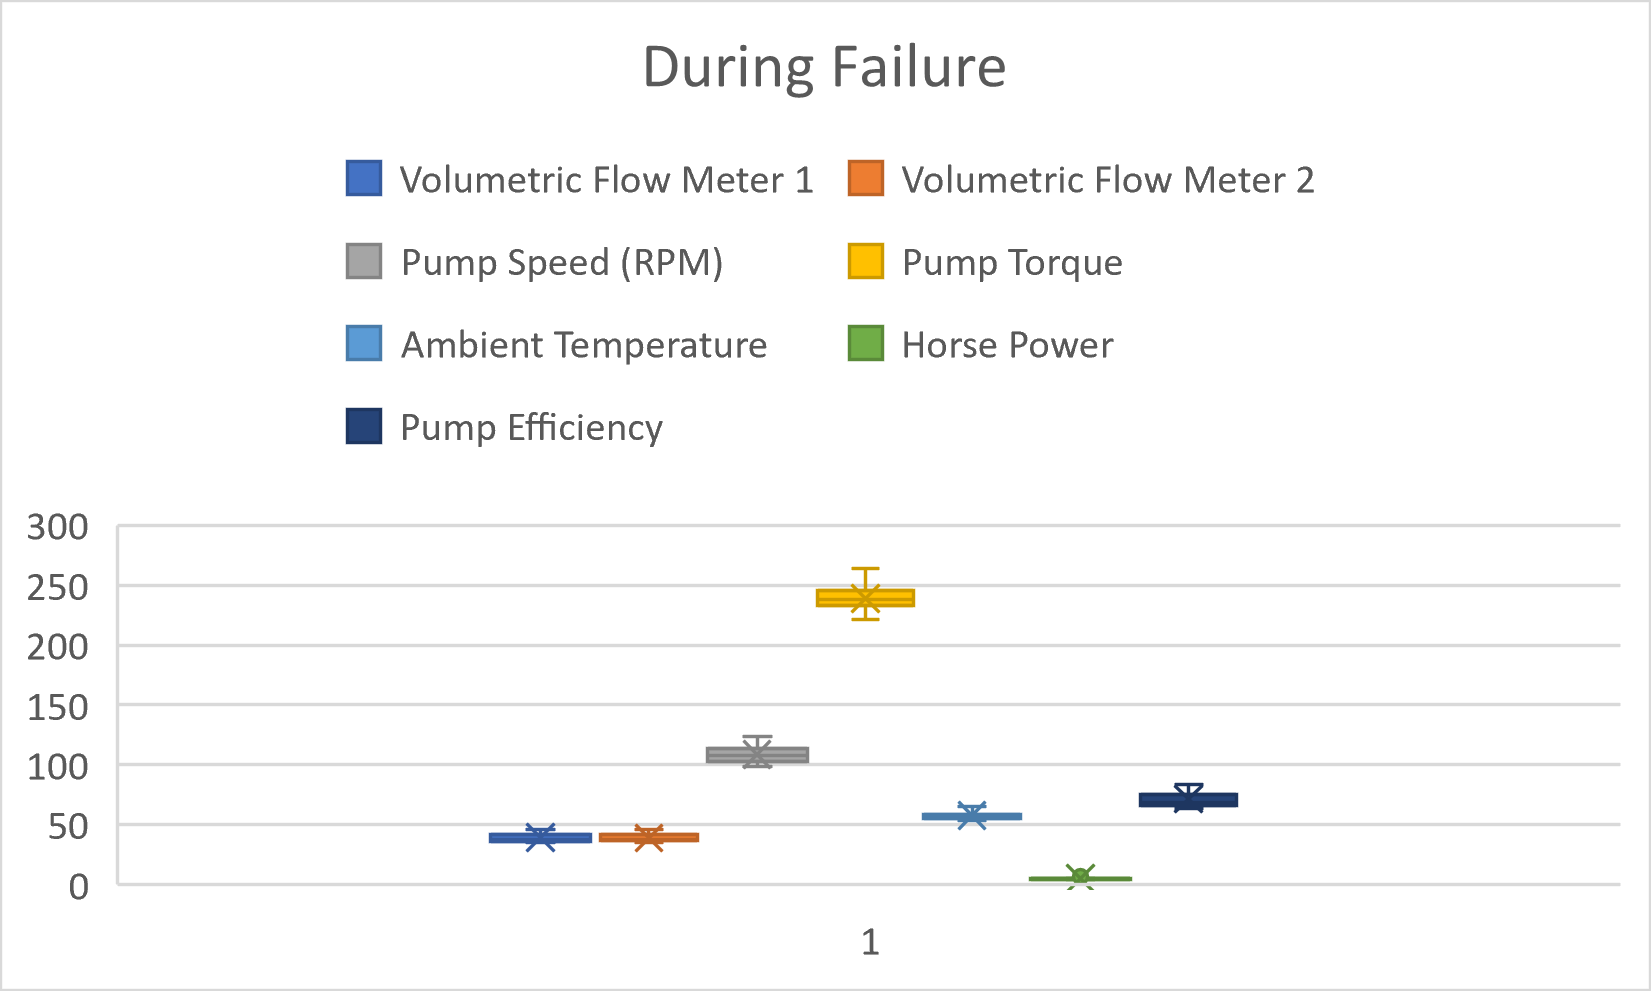 During Failure
Volumetric Flow Meter 1 Volumetric Flow Meter 2
Pump Speed (RPM) Pump Torque
Ambient Temperature Horse Power
Pump Efficiency
300
250
200
150
100
50
0
1